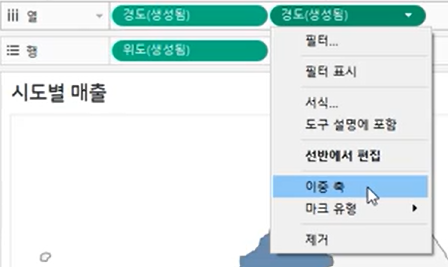 열 경도(생성됨) 경도(생성됨)
행 위도(생성됨)
시도별 매출
필터...
필터 표시
서식...
도구 설명에 포함
선반에서 편집
이중 축
마크 유형
제거